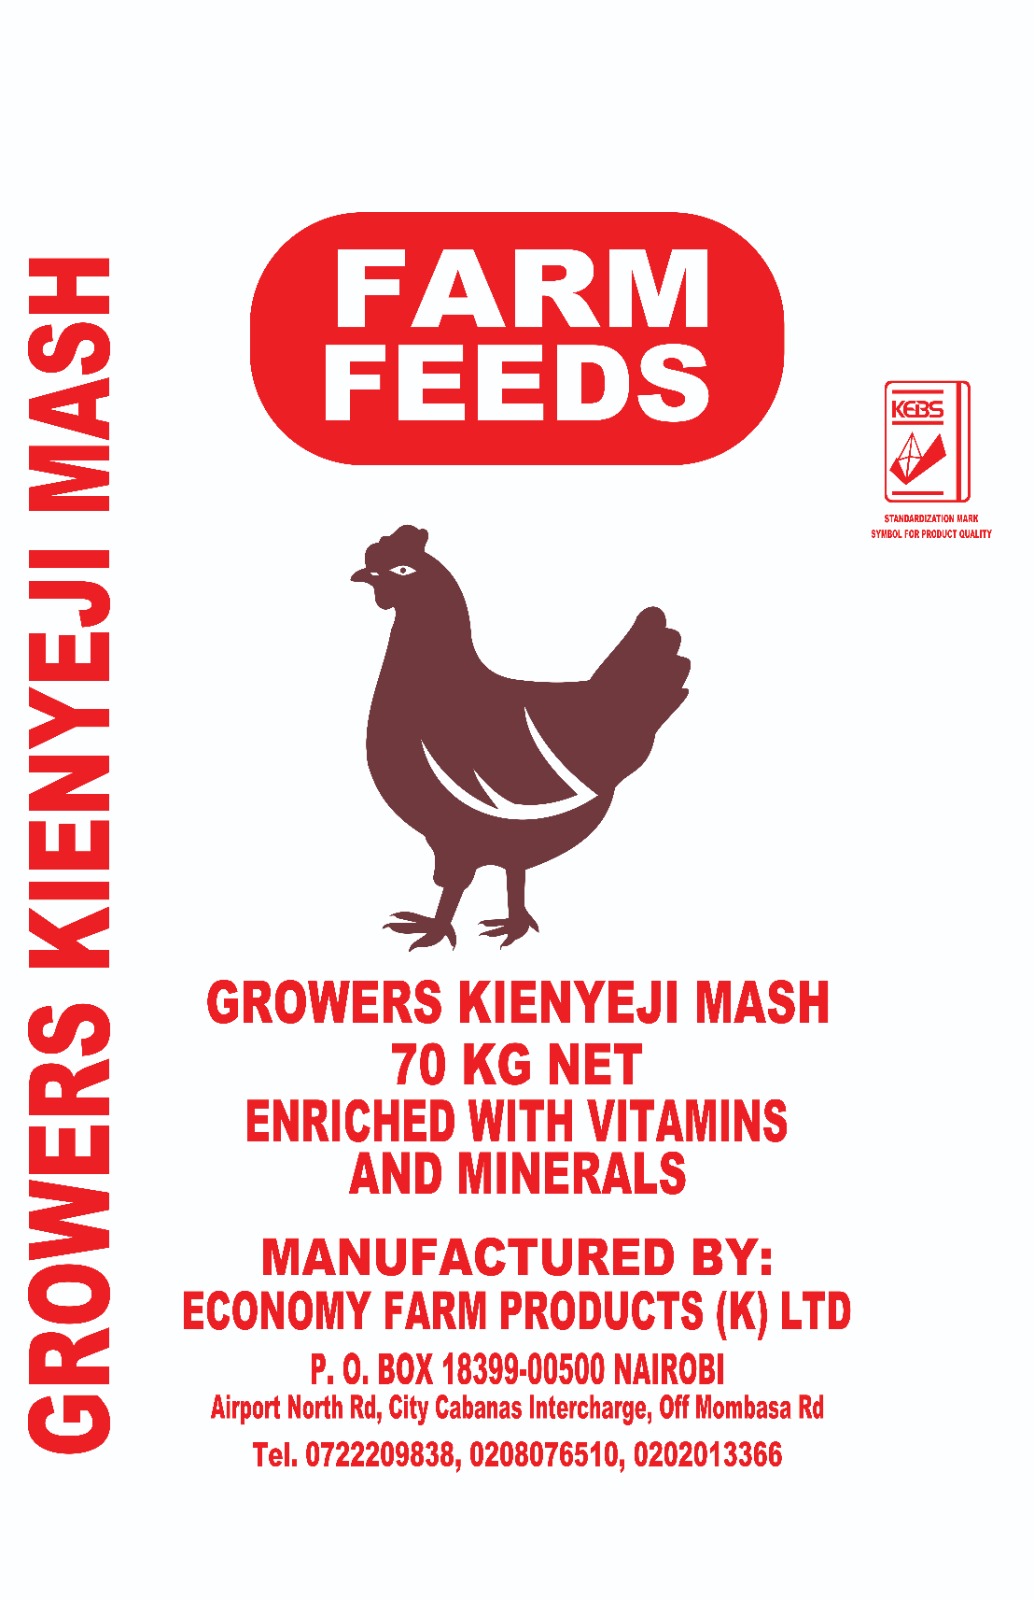 GROWERS KIENYEJI MASH
FARM
FEEDS
KEBS
STANDARDIZATION MARK
SYMBOL FOR PRODUCT QUALITY
GROWERS KIENYEJI MASH
70 KG NET
ENRICHED WITH VITAMINS
AND MINERALS
MANUFACTURED BY:
ECONOMY FARM PRODUCTS (K) LTD
P. O. BOX 18399-00500 NAIROBI
Airport North Rd, City Cabanas Intercharge, Off Mombasa Rd
Tel. 0722209838, 0208076510, 0202013366